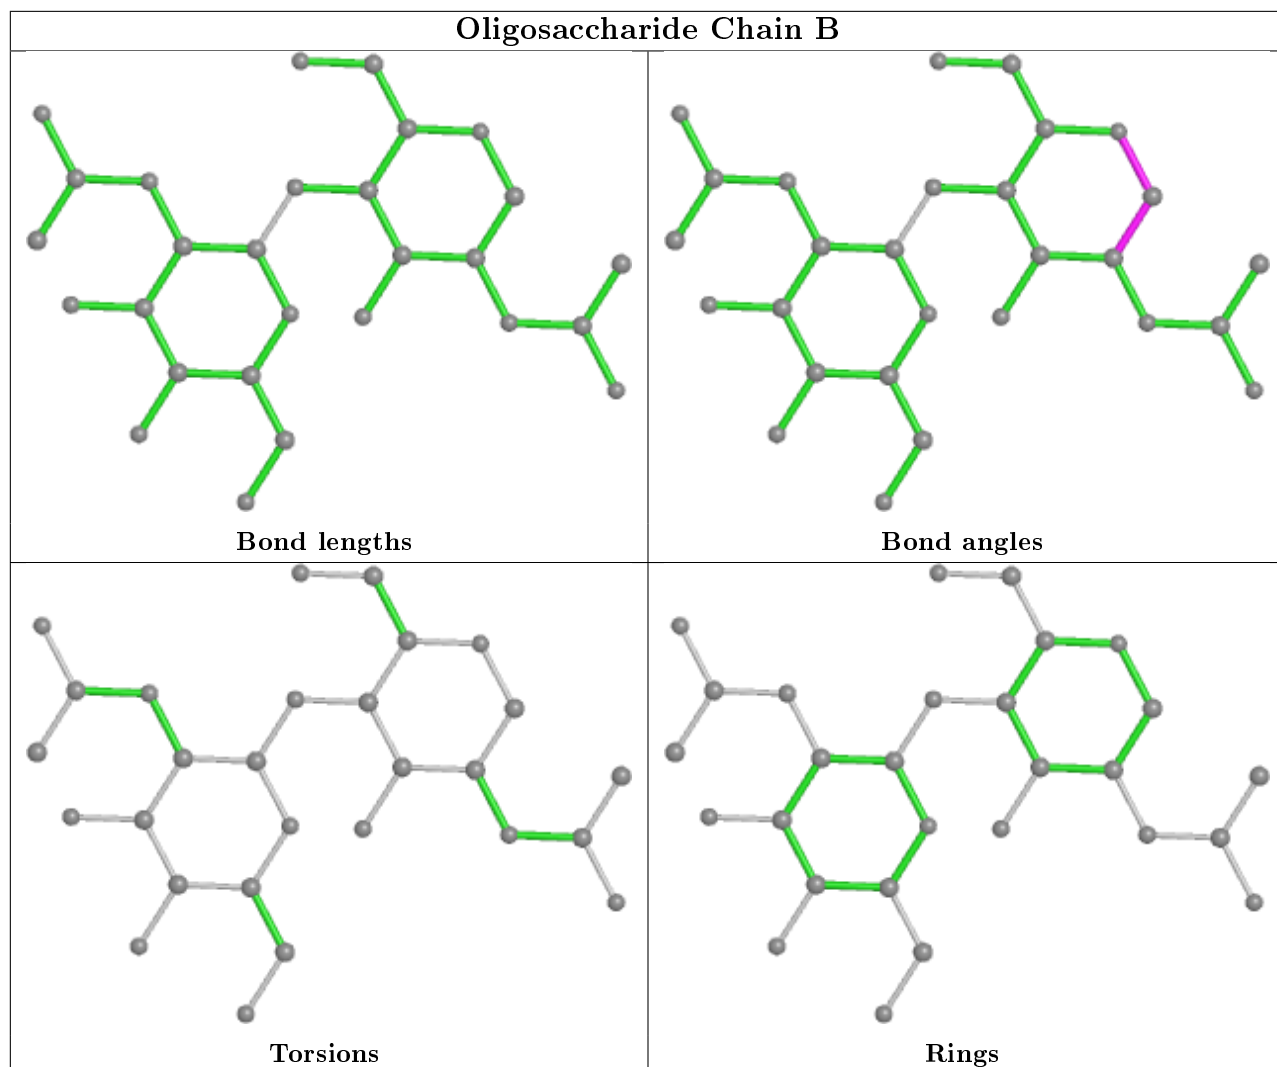 Oligosaccharide Chain B
Bond lengths
Bond angles
Torsions
Rings